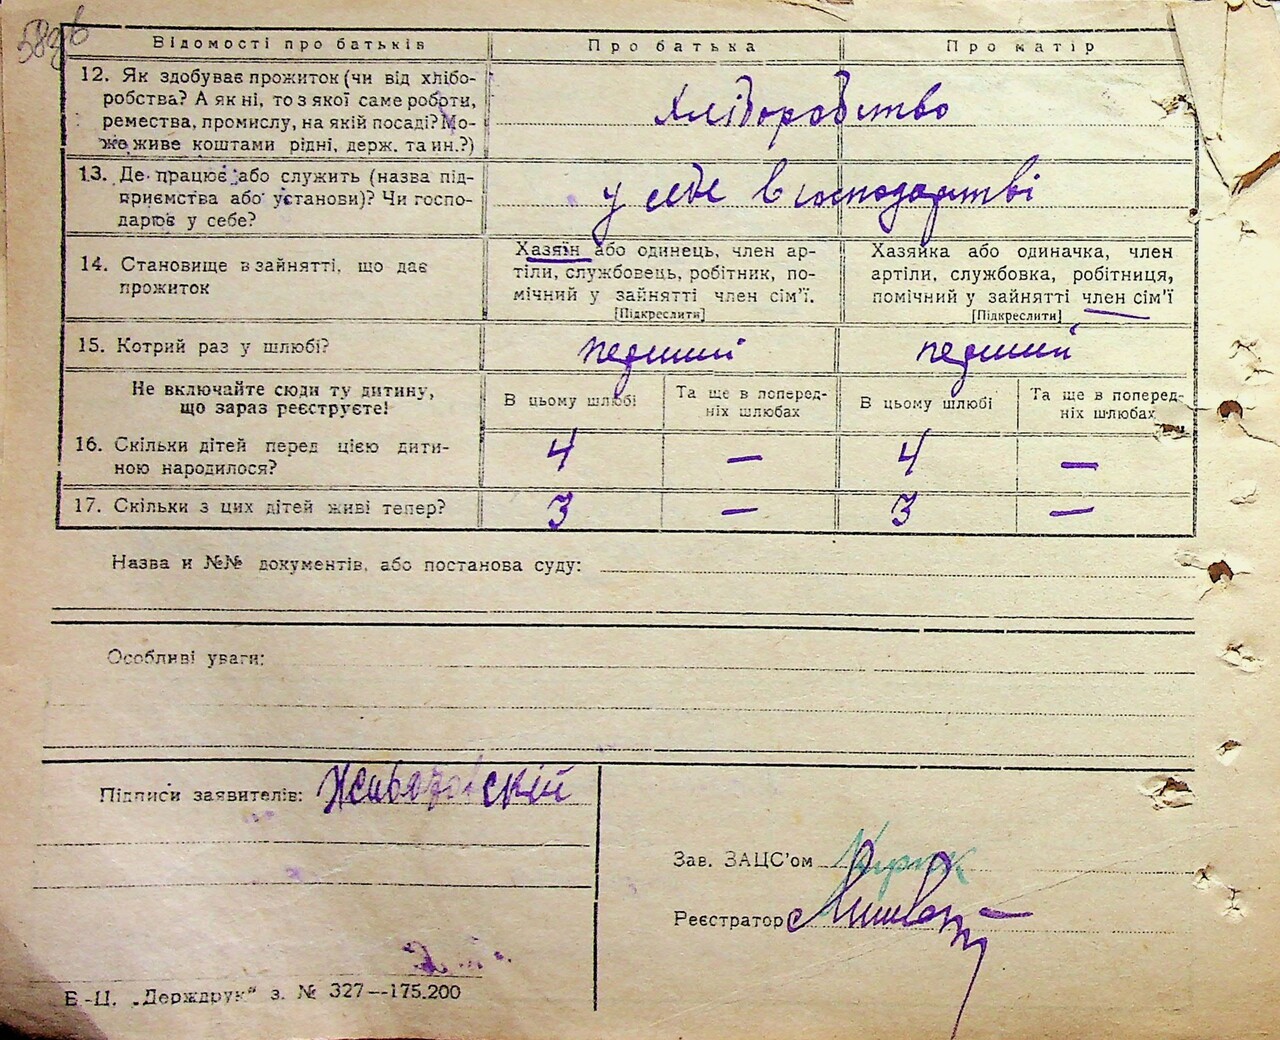 Відомості про батьків Про батька Про матір
12. Як здобуває прожиток (чи від хлібо-
робства? А як ні, то з якої саме роботи,
ремества, промислу, на якій посаді? Мо-
же живе коштами рідні, держ. та ин.?)
Хліборобство
13. Де працює або служить (назва під-
приємства або установи)? Чи госпо-
дарює у себе?
у себе в господарстві
14. Становище в зайнятті, що дає
прожиток
Хазяїн або одинець, член ар-
тіли, службовець, робітник, по-
мічний у зайнятті член сім'ї.
[Підкреслити]
Хазяйка або одиначка, член
артіли, службовка, робітниця,
помічний у зайнятті член сім'ї
[Підкреслити]
15. Котрий раз у шлюбі? перший перший
Не включайте сюди ту дитину,
що зараз реєструєте!
В цьому шлюбі
Та ще в поперед-
ніх шлюбах
В цьому шлюбі
Та ще в поперед-
ніх шлюбах
16. Скільки дітей перед цією дити-
ною народилося?
4 — 4 —
17. Скільки з цих дітей живі тепер? 3 — 3 —
Назва и №№ документів, або постанова суду:
Особливі уваги:
Підписи заявителів:
Зав. ЗАЦС'ом
Реєстратор
Б-Ц. „Держдрук" з. № 327—175.200